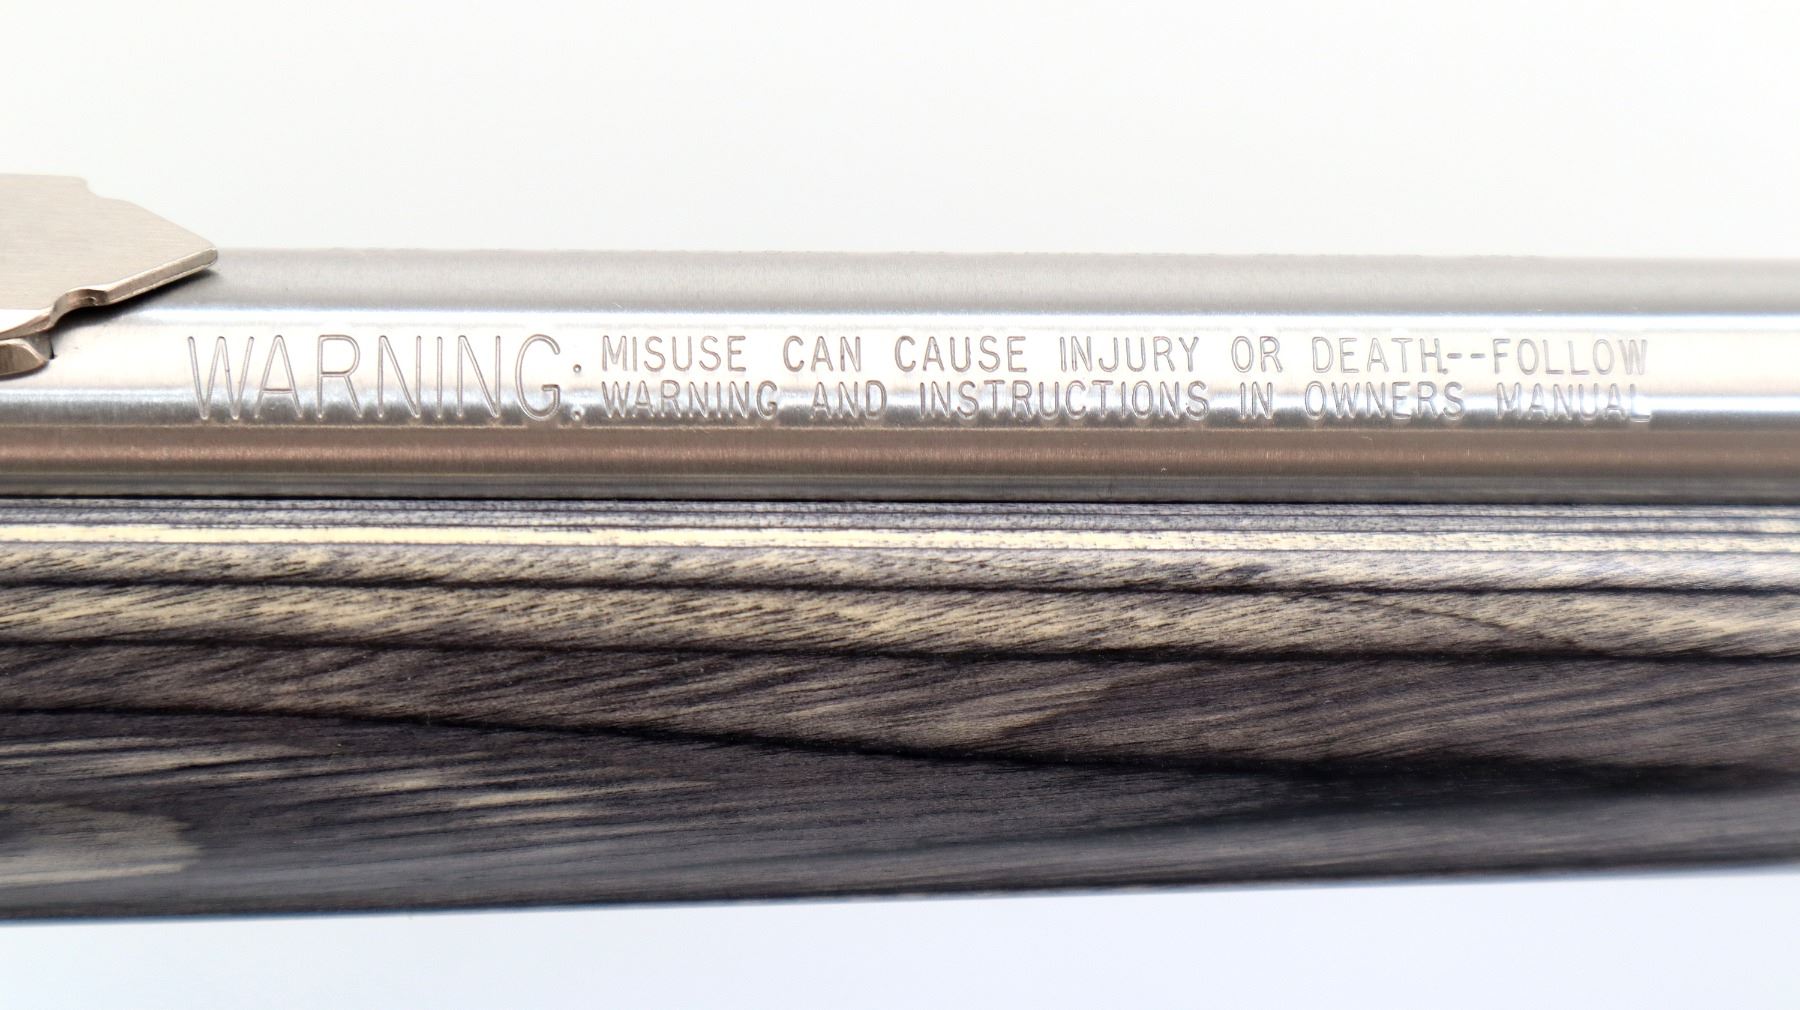 WARNING: MISUSE CAN CAUSE INJURY OR DEATH--FOLLOW
WARNING AND INSTRUCTIONS IN OWNERS MANUAL